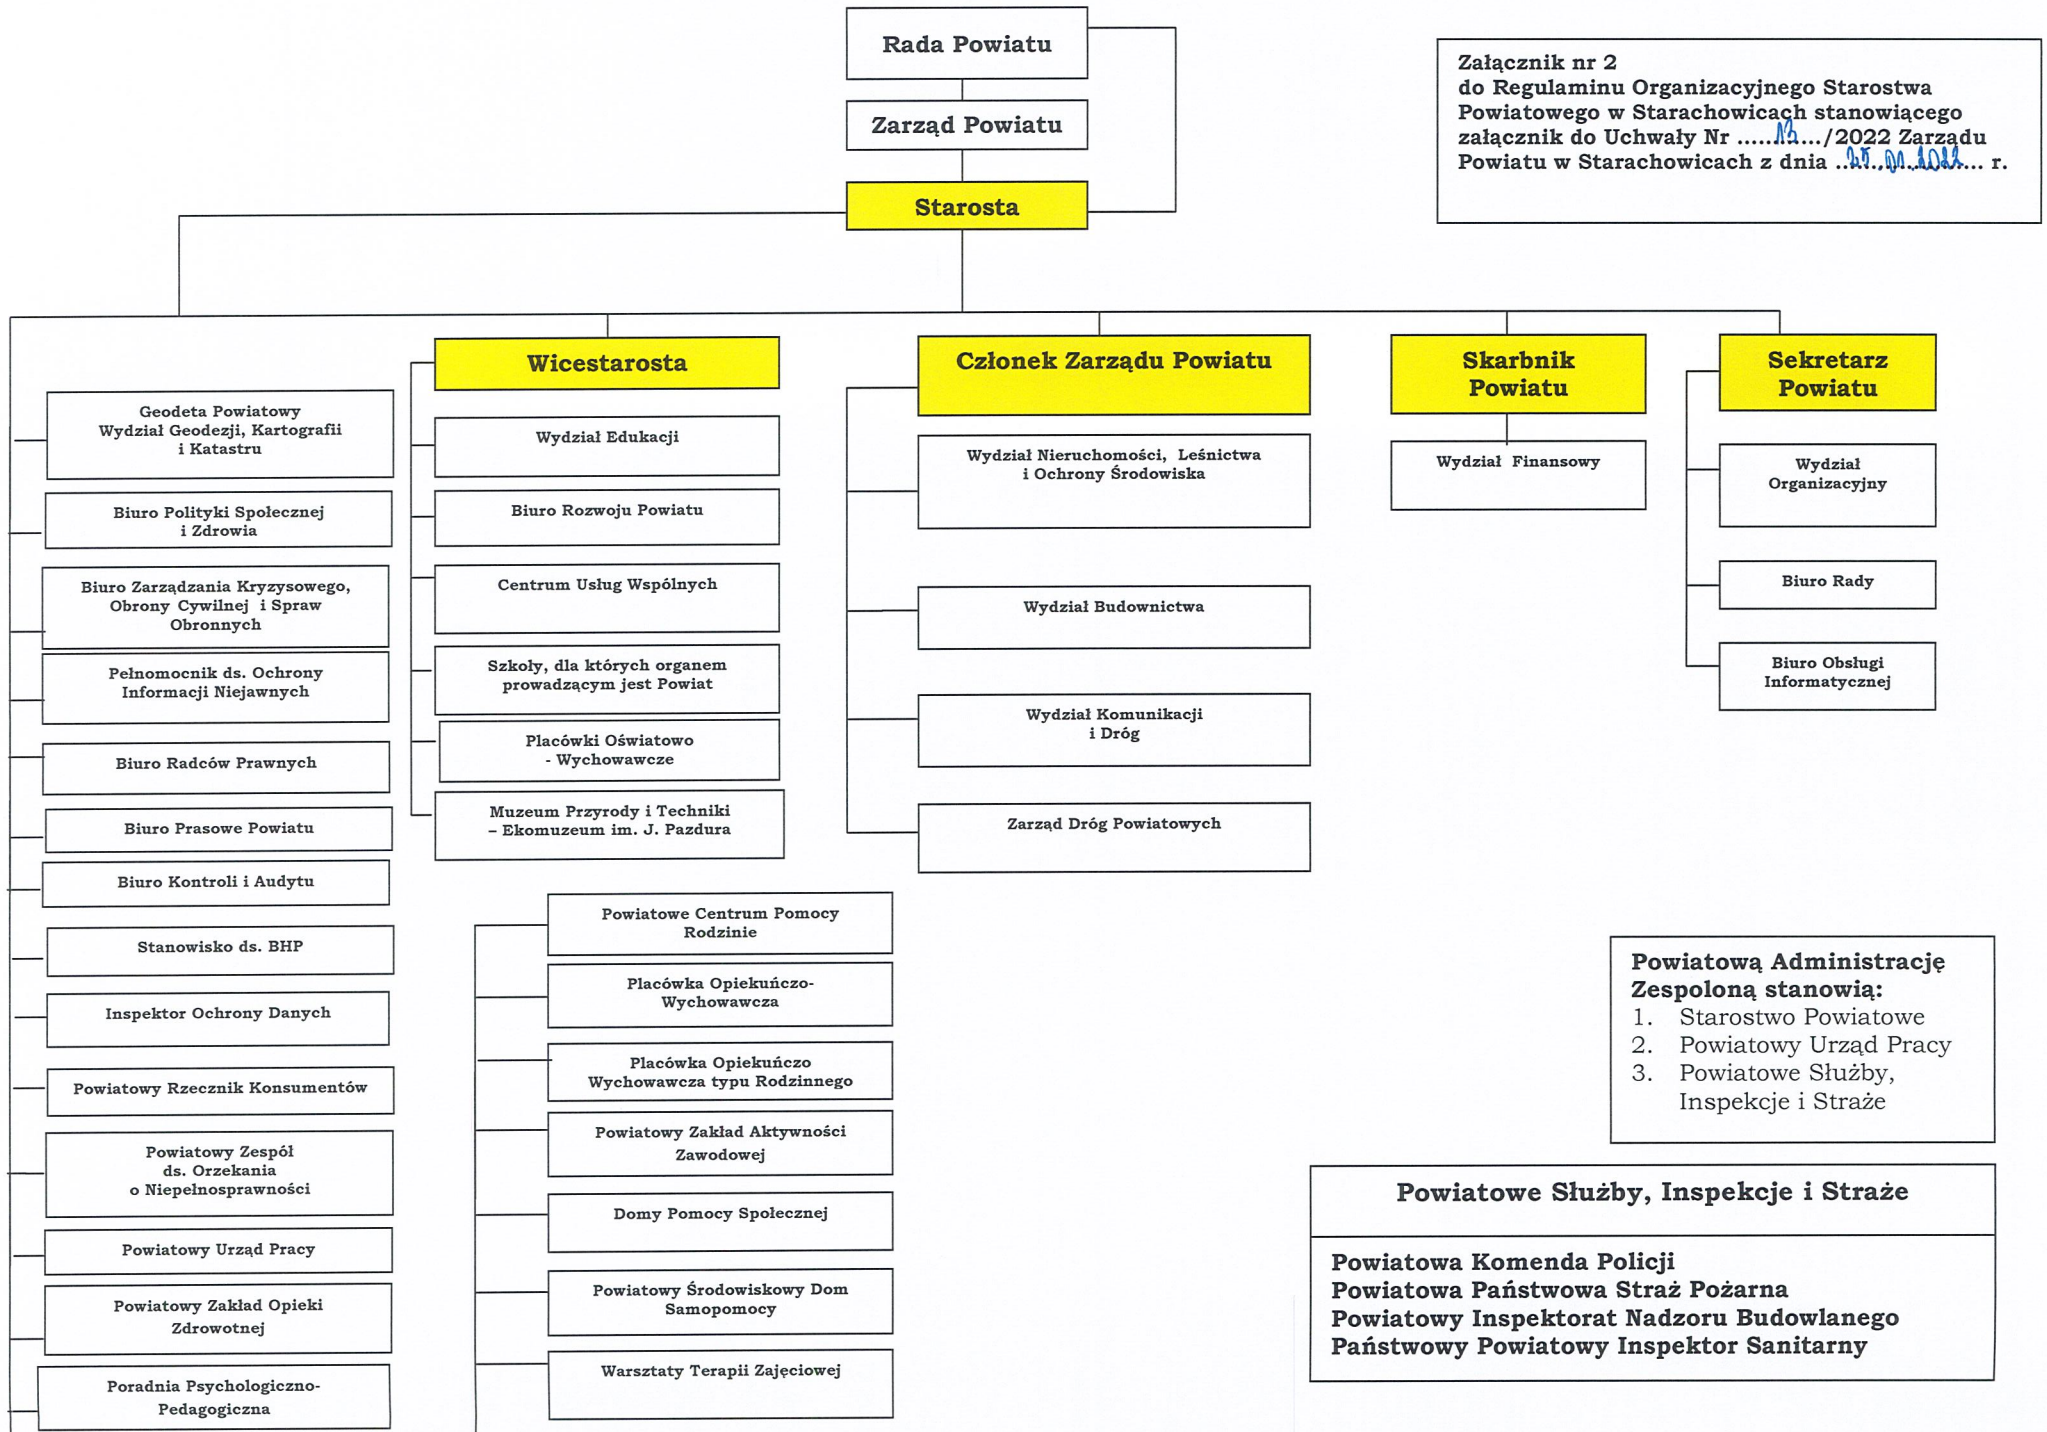 Rada Powiatu
Zarząd Powiatu
Starosta
Załącznik nr 2
do Regulaminu Organizacyjnego Starostwa
Powiatowego w Starachowicach stanowiącego
załącznik do Uchwały Nr ......13.../2022 Zarządu
Powiatu w Starachowicach z dnia ..25..01.2022... r.
Geodeta Powiatowy
Wydział Geodezji, Kartografii
i Katastru
Biuro Polityki Społecznej
i Zdrowia
Biuro Zarządzania Kryzysowego,
Obrony Cywilnej i Spraw
Obronnych
Pełnomocnik ds. Ochrony
Informacji Niejawnych
Biuro Radców Prawnych
Biuro Prasowe Powiatu
Biuro Kontroli i Audytu
Stanowisko ds. BHP
Inspektor Ochrony Danych
Powiatowy Rzecznik Konsumentów
Powiatowy Zespół
ds. Orzekania
o Niepełnosprawności
Powiatowy Urząd Pracy
Powiatowy Zakład Opieki
Zdrowotnej
Poradnia Psychologiczno-
Pedagogiczna
Wicestarosta
Wydział Edukacji
Biuro Rozwoju Powiatu
Centrum Usług Wspólnych
Szkoły, dla których organem
prowadzącym jest Powiat
Placówki Oświatowo
- Wychowawcze
Muzeum Przyrody i Techniki
– Ekomuzeum im. J. Pazdura
Powiatowe Centrum Pomocy
Rodzinie
Placówka Opiekuńczo-
Wychowawcza
Placówka Opiekuńczo
Wychowawcza typu Rodzinnego
Powiatowy Zakład Aktywności
Zawodowej
Domy Pomocy Społecznej
Powiatowy Środowiskowy Dom
Samopomocy
Warsztaty Terapii Zajęciowej
Członek Zarządu Powiatu
Wydział Nieruchomości, Leśnictwa
i Ochrony Środowiska
Wydział Budownictwa
Wydział Komunikacji
i Dróg
Zarząd Dróg Powiatowych
Skarbnik
Powiatu
Wydział Finansowy
Sekretarz
Powiatu
Wydział
Organizacyjny
Biuro Rady
Biuro Obsługi
Informatycznej
Powiatową Administrację
Zespoloną stanowią:
1. Starostwo Powiatowe
2. Powiatowy Urząd Pracy
3. Powiatowe Służby,
Inspekcje i Straże
Powiatowe Służby, Inspekcje i Straże
Powiatowa Komenda Policji
Powiatowa Państwowa Straż Pożarna
Powiatowy Inspektorat Nadzoru Budowlanego
Państwowy Powiatowy Inspektor Sanitarny